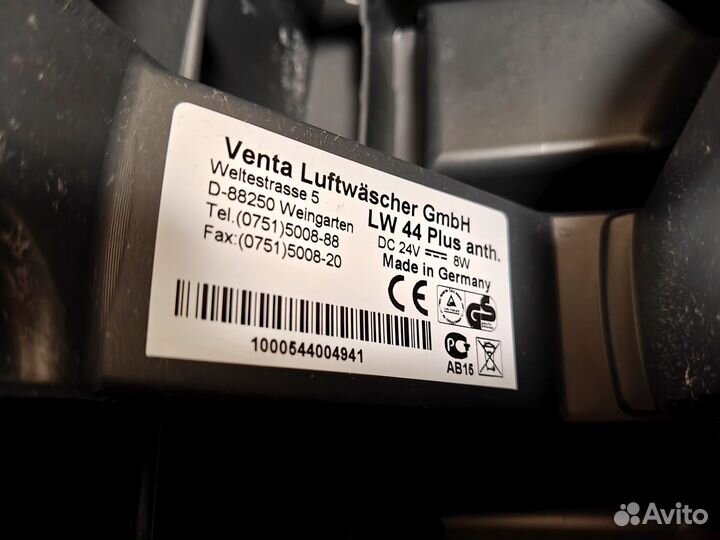 Venta Luftwäscher GmbH
Weltestrasse 5
D-88250 Weingarten
Tel.(0751)5008-88
Fax:(0751)5008-20
LW 44 Plus anth.
DC 24V 8W
Made in Germany
CE
GS
1000544004941
AB15
Avito